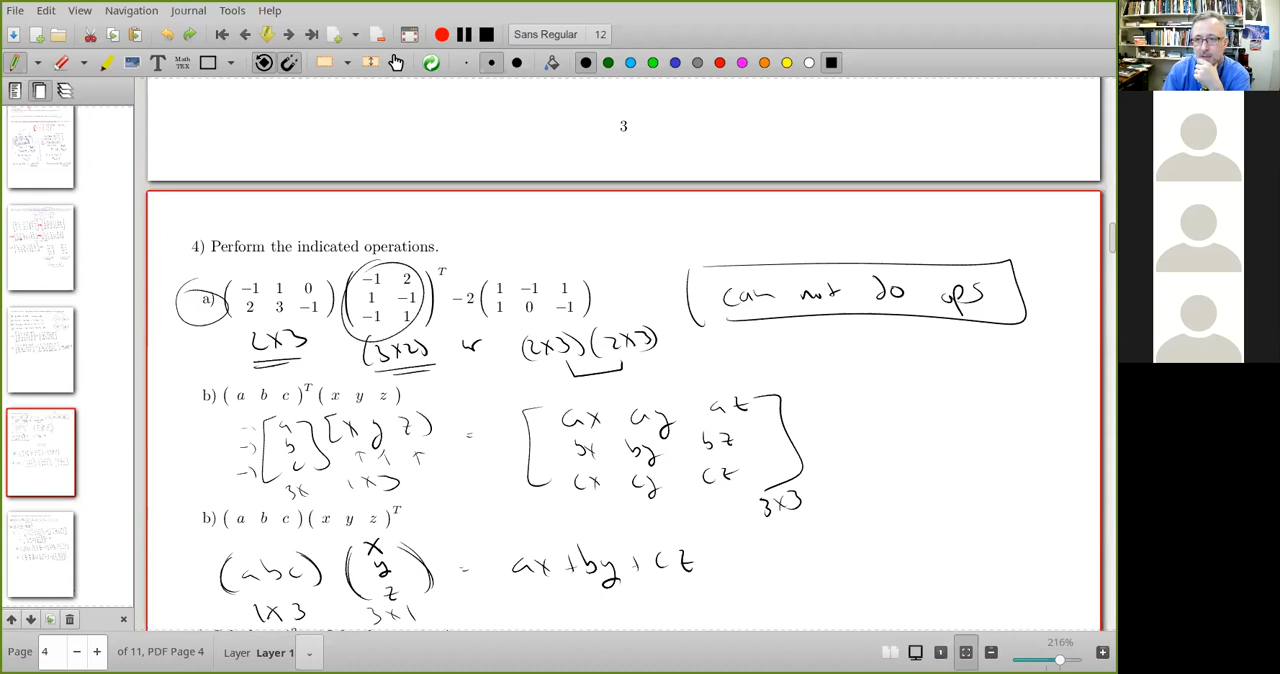 File Edit View Navigation Journal Tools Help
Sans Regular 12
3
4) Perform the indicated operations.
a) ( −1 1 0 ) ( −1 2 ) T − 2 ( 1 −1 1 )
2 3 −1 1 −1 1 0 −1
−1 1
can not do ops
2x3 (3x2) or (2x3)(2x3)
b) ( a b c )^T ( x y z )
[ a b c ] [ x y z ) = [ ax ay az
bx by bz
cx cy cz ]
3x 1x3 3x3
b) ( a b c ) ( x y z )^T
(abc) ( x y z ) = ax + by + cz
1x3 3x1
Page 4 − + of 11, PDF Page 4 Layer Layer 1 216%